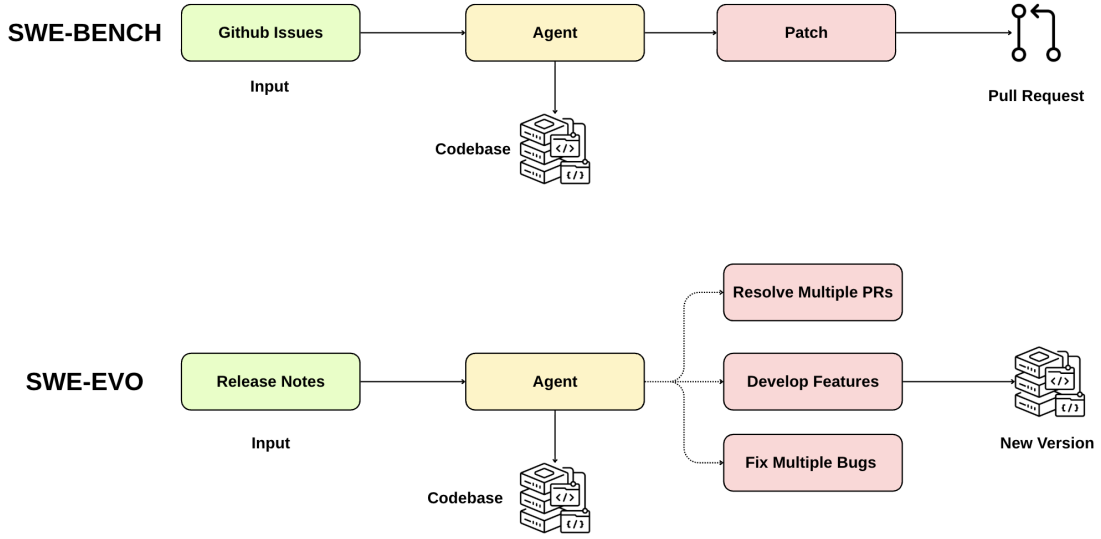 SWE-BENCH
Github Issues
Agent
Patch
Input
Pull Request
Codebase
</>
{/}
Resolve Multiple PRs
SWE-EVO
Release Notes
Agent
Develop Features
</>
{/}
Input
New Version
Fix Multiple Bugs
Codebase
</>
{/}